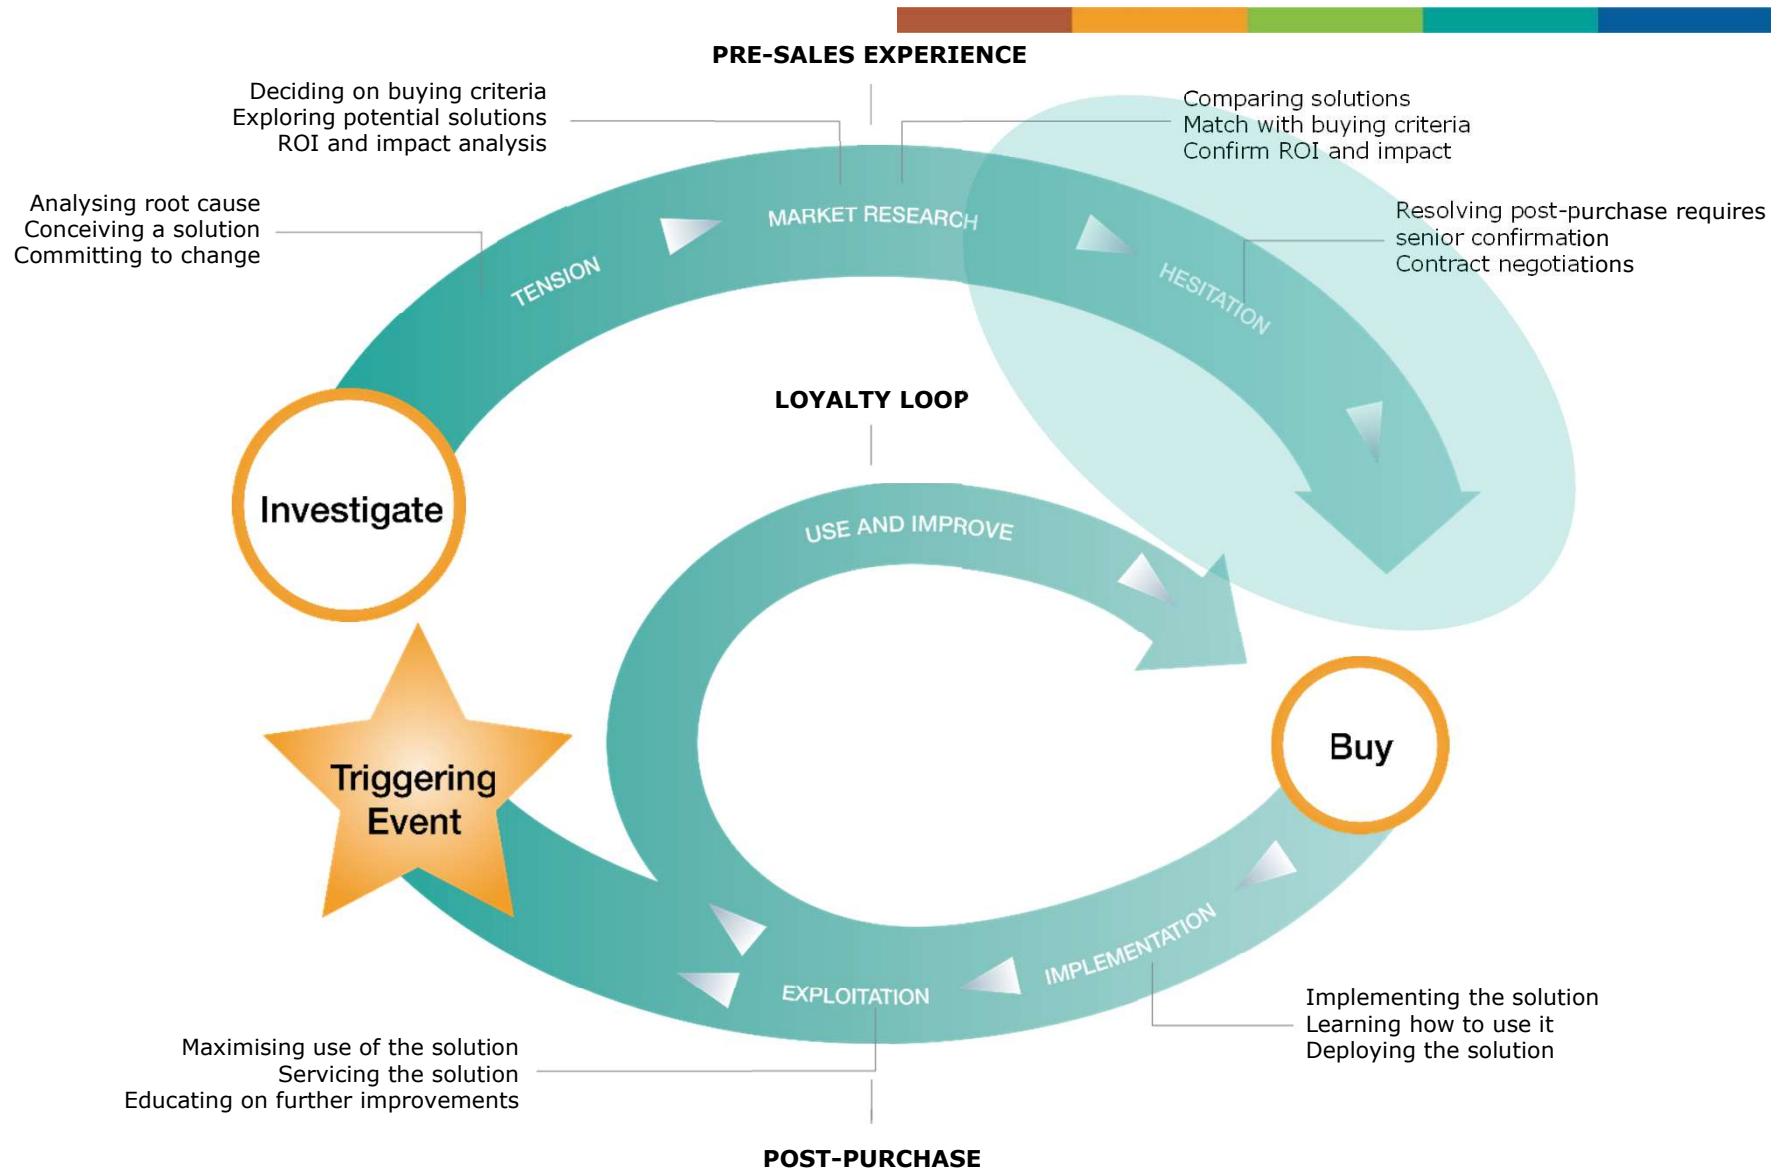 PRE-SALES EXPERIENCE
Deciding on buying criteria
Exploring potential solutions
ROI and impact analysis
Comparing solutions
Match with buying criteria
Confirm ROI and impact
Analysing root cause
Conceiving a solution
Committing to change
Resolving post-purchase requires
senior confirmation
Contract negotiations
TENSION
MARKET RESEARCH
HESITATION
LOYALTY LOOP
Investigate
USE AND IMPROVE
Triggering
Event
Buy
IMPLEMENTATION
EXPLOITATION
Implementing the solution
Learning how to use it
Deploying the solution
Maximising use of the solution
Servicing the solution
Educating on further improvements
POST-PURCHASE